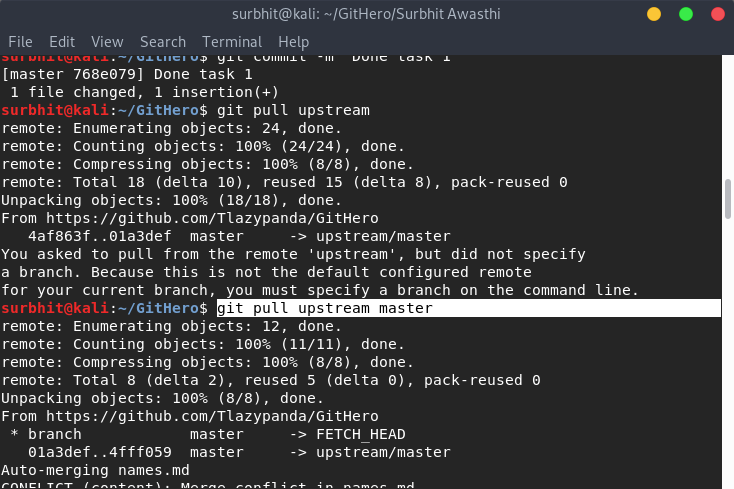 surbhit@kali: ~/GitHero/Surbhit Awasthi
File Edit View Search Terminal Help
surbhit@kali:~/GitHero$ git commit -m "Done task 1"
[master 768e079] Done task 1
 1 file changed, 1 insertion(+)
surbhit@kali:~/GitHero$ git pull upstream
remote: Enumerating objects: 24, done.
remote: Counting objects: 100% (24/24), done.
remote: Compressing objects: 100% (8/8), done.
remote: Total 18 (delta 10), reused 15 (delta 8), pack-reused 0
Unpacking objects: 100% (18/18), done.
From https://github.com/Tlazypanda/GitHero
   4af863f..01a3def  master     -> upstream/master
You asked to pull from the remote 'upstream', but did not specify
a branch. Because this is not the default configured remote
for your current branch, you must specify a branch on the command line.
surbhit@kali:~/GitHero$ git pull upstream master
remote: Enumerating objects: 12, done.
remote: Counting objects: 100% (11/11), done.
remote: Compressing objects: 100% (8/8), done.
remote: Total 8 (delta 2), reused 5 (delta 0), pack-reused 0
Unpacking objects: 100% (8/8), done.
From https://github.com/Tlazypanda/GitHero
 * branch            master     -> FETCH_HEAD
   01a3def..4fff059  master     -> upstream/master
Auto-merging names.md
CONFLICT (content): Merge conflict in names.md